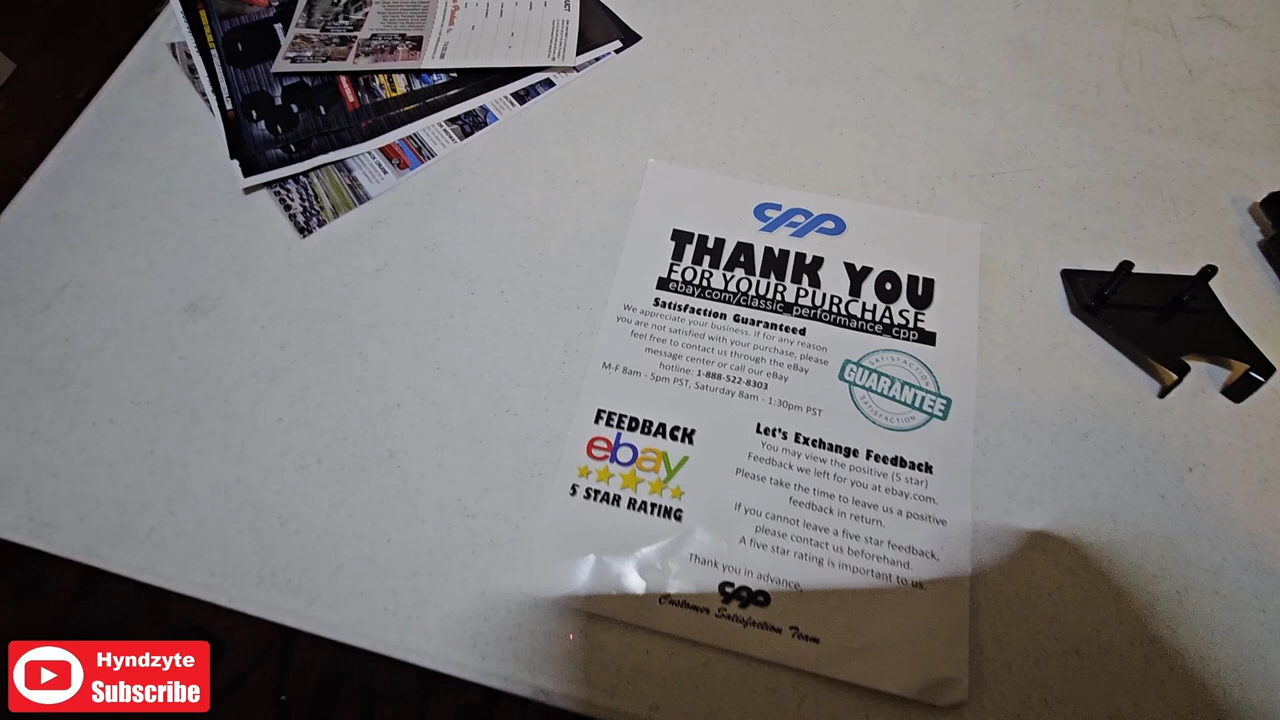 CPP
THANK YOU
FOR YOUR PURCHASE
ebay.com/classic_performance_cpp
Satisfaction Guaranteed
We appreciate your business. If for any reason
you are not satisfied with your purchase, please
feel free to contact us through the eBay
message center or call our eBay
hotline: 1-888-522-8303
M-F 8am - 5pm PST, Saturday 8am - 1:30pm PST
SATISFACTION
GUARANTEE
SATISFACTION
FEEDBACK
ebay
5 STAR RATING
Let's Exchange Feedback
You may view the positive (5 star)
Feedback we left for you at ebay.com.
Please take the time to leave us a positive
feedback in return.
If you cannot leave a five star feedback,
please contact us beforehand.
A five star rating is important to us.
Thank you in advance,
CPP
Customer Satisfaction Team
Hyndzyte
Subscribe